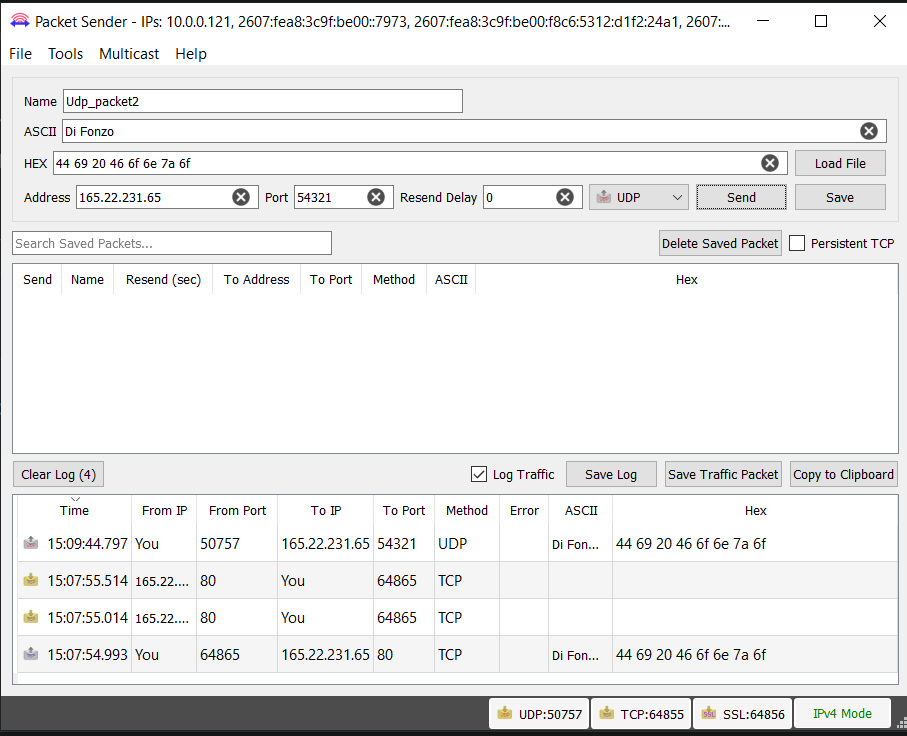 Packet Sender - IPs: 10.0.0.121, 2607:fea8:3c9f:be00::7973, 2607:fea8:3c9f:be00:f8c6:5312:d1f2:24a1, 2607:...
File Tools Multicast Help
Name Udp_packet2
ASCII Di Fonzo
HEX 44 69 20 46 6f 6e 7a 6f Load File
Address 165.22.231.65 Port 54321 Resend Delay 0 UDP Send Save
Search Saved Packets... Delete Saved Packet Persistent TCP
Send Name Resend (sec) To Address To Port Method ASCII Hex
Clear Log (4) Log Traffic Save Log Save Traffic Packet Copy to Clipboard
Time From IP From Port To IP To Port Method Error ASCII Hex
15:09:44.797 You 50757 165.22.231.65 54321 UDP Di Fon... 44 69 20 46 6f 6e 7a 6f
15:07:55.514 165.22.... 80 You 64865 TCP
15:07:55.014 165.22.... 80 You 64865 TCP
15:07:54.993 You 64865 165.22.231.65 80 TCP Di Fon... 44 69 20 46 6f 6e 7a 6f
UDP:50757 TCP:64855 SSL:64856 IPv4 Mode